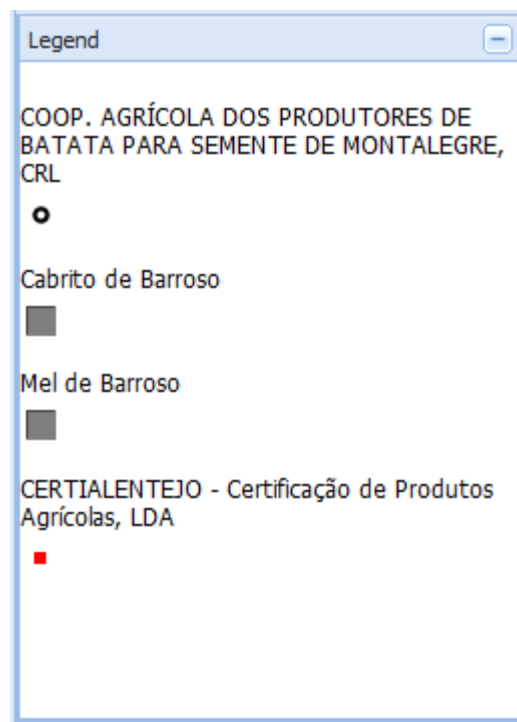 Legend
COOP. AGRÍCOLA DOS PRODUTORES DE
BATATA PARA SEMENTE DE MONTALEGRE,
CRL
Cabrito de Barroso
Mel de Barroso
CERTIALENTEJO - Certificação de Produtos
Agrícolas, LDA